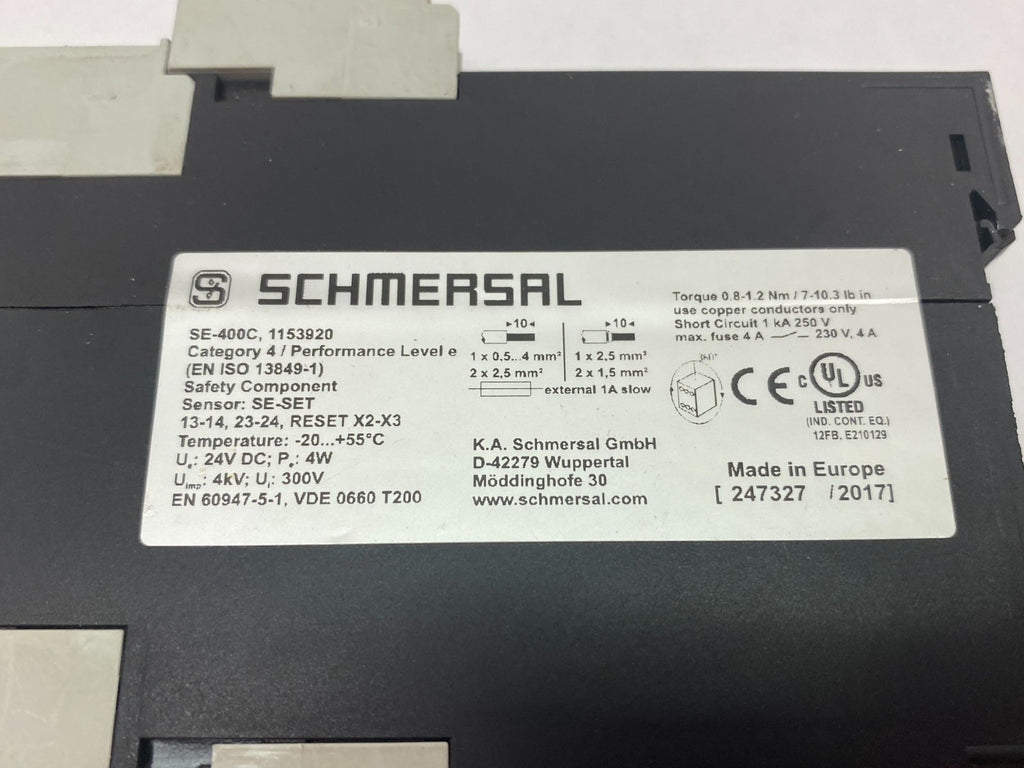 SCHMERSAL
SE-400C, 1153920
Category 4 / Performance Level e
(EN ISO 13849-1)
Safety Component
Sensor: SE-SET
13-14, 23-24, RESET X2-X3
Temperature: -20...+55°C
Ue: 24V DC; Pe: 4W
Uimp: 4kV; Ui: 300V
EN 60947-5-1, VDE 0660 T200
►10◄
1 x 0.5...4 mm²
2 x 2,5 mm²
►10◄
1 x 2,5 mm²
2 x 1,5 mm²
external 1A slow
K.A. Schmersal GmbH
D-42279 Wuppertal
Möddinghofe 30
www.schmersal.com
Torque 0.8-1.2 Nm / 7-10.3 lb in
use copper conductors only
Short Circuit 1 kA 250 V
max. fuse 4 A 230 V, 4 A
CE
C UL US
LISTED
(IND. CONT. EQ.)
12FB, E210129
Made in Europe
[ 247327 / 2017]